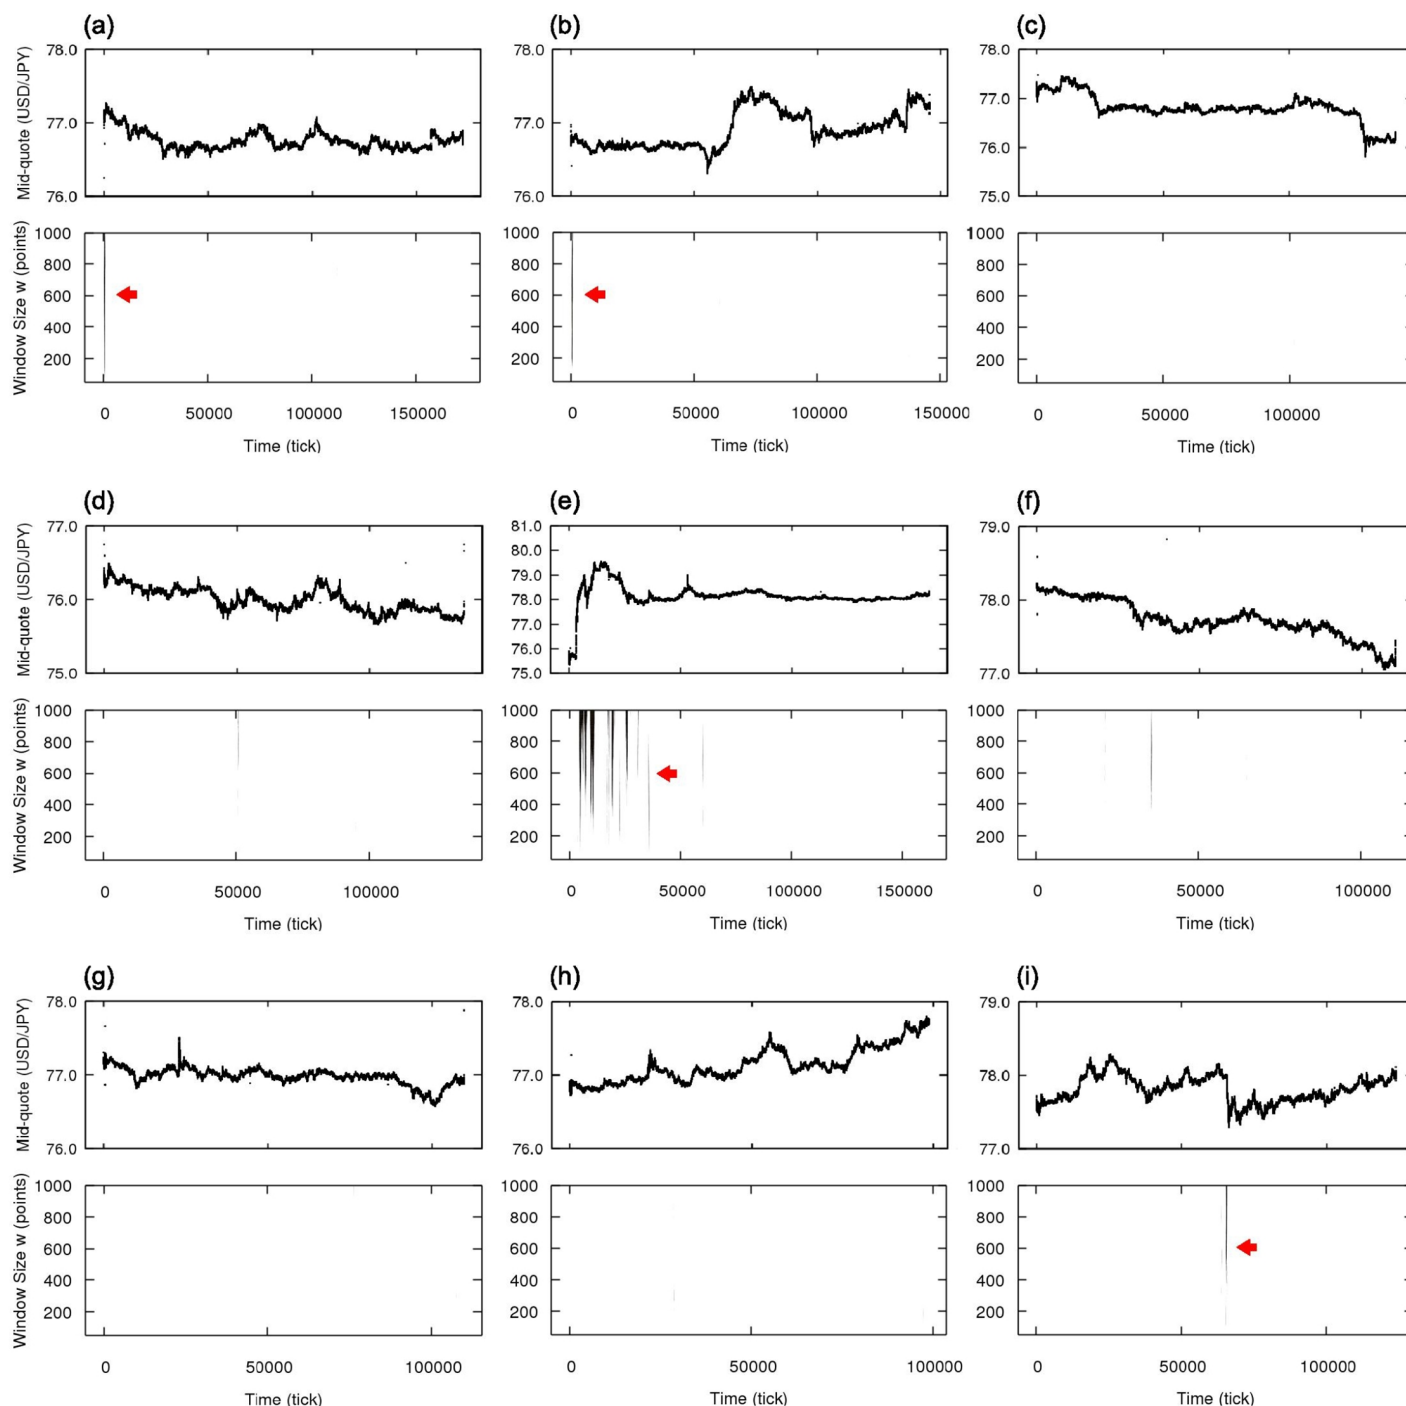 (a) (b) (c)
Mid-quote (USD/JPY)
78.0 78.0 78.0
77.0 77.0 77.0
76.0
76.0 76.0 75.0
Window Size w (points)
1000 1000 1000
800 800 800
600 600 600
400 400 400
200 200 200
0 50000 100000 150000 0 50000 100000 150000 0 50000 100000
Time (tick) Time (tick) Time (tick)
(d) (e) (f)
Mid-quote (USD/JPY)
77.0 81.0 79.0
80.0
76.0 79.0 78.0
78.0
77.0
76.0
75.0 75.0 77.0
Window Size w (points)
1000 1000 1000
800 800 800
600 600 600
400 400 400
200 200 200
0 50000 100000 0 50000 100000 150000 0 50000 100000
Time (tick) Time (tick) Time (tick)
(g) (h) (i)
Mid-quote (USD/JPY)
78.0 78.0 79.0
77.0 77.0 78.0
76.0 76.0 77.0
Window Size w (points)
1000 1000 1000
800 800 800
600 600 600
400 400 400
200 200 200
0 50000 100000 0 50000 100000 0 50000 100000
Time (tick) Time (tick) Time (tick)